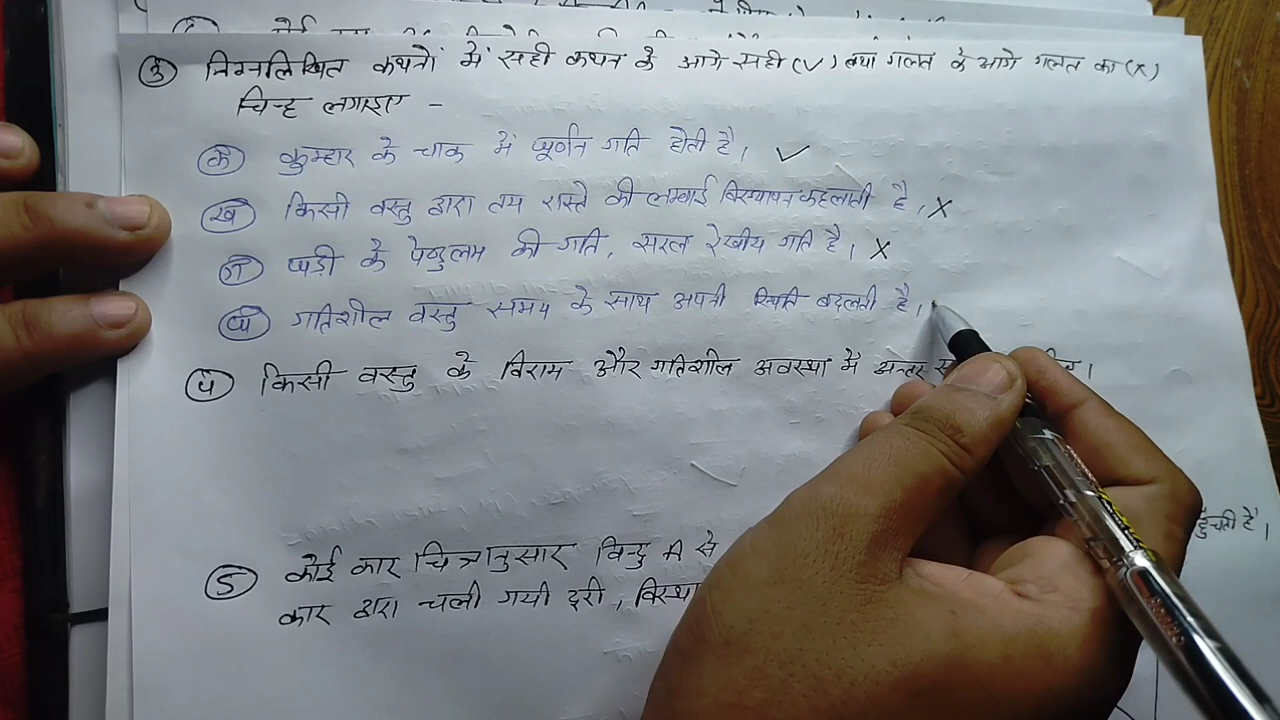 ③ निम्नलिखित कथनों में सही कथन के आगे सही (✓) तथा गलत के आगे गलत का (×)
चिन्ह लगाइए -
(क) कुम्हार के चाक में घूर्णन गति होती है। ✓
(ख) किसी वस्तु द्वारा तय रास्ते की लम्बाई विस्थापन कहलाती है। ×
(ग) घड़ी के पेण्डुलम की गति, सरल रेखीय गति है। ×
(घ) गतिशील वस्तु समय के साथ अपनी स्थिति बदलती है।
④ किसी वस्तु के विराम और गतिशील अवस्था में अन्तर
⑤ कोई कार चित्रानुसार बिन्दु A से
कार द्वारा चली गयी दूरी,
है।